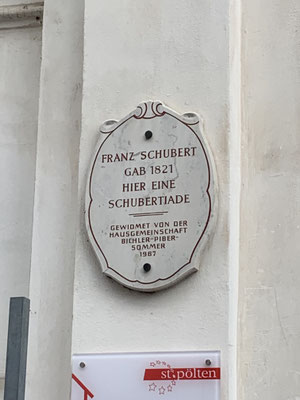 FRANZ SCHUBERT
GAB 1821
HIER EINE
SCHUBERTIADE
GEWIDMET VON DER
HAUSGEMEINSCHAFT
BICHLER-PIBER-
SOMMER
1987
st.pölten